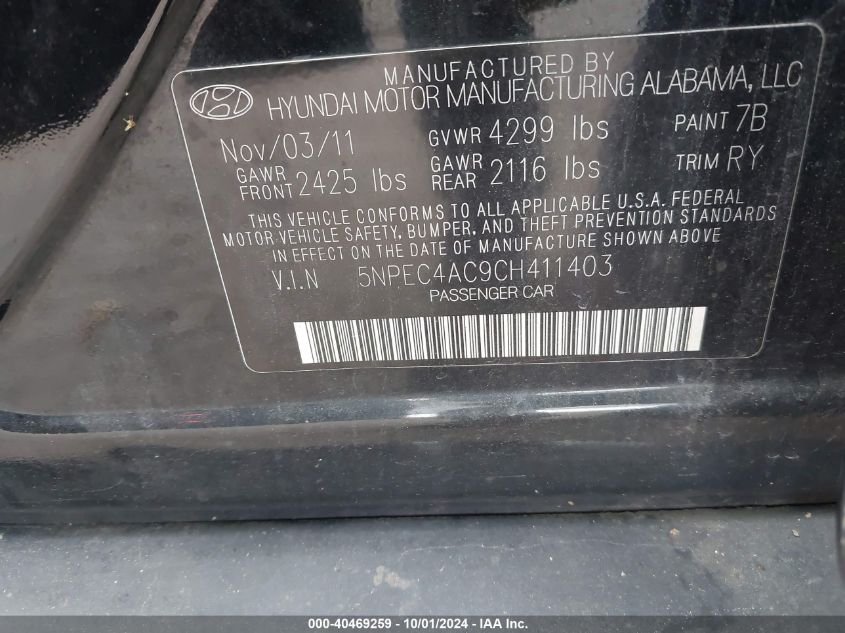 MANUFACTURED BY
HYUNDAI MOTOR MANUFACTURING ALABAMA, LLC
Nov/03/11 GVWR 4299 lbs PAINT 7B
GAWR FRONT 2425 lbs GAWR REAR 2116 lbs TRIM RY
THIS VEHICLE CONFORMS TO ALL APPLICABLE U.S.A. FEDERAL
MOTOR VEHICLE SAFETY, BUMPER, AND THEFT PREVENTION STANDARDS
IN EFFECT ON THE DATE OF MANUFACTURE SHOWN ABOVE
V.I.N 5NPEC4AC9CH411403
PASSENGER CAR
000-40469259 - 10/01/2024 - IAA Inc.